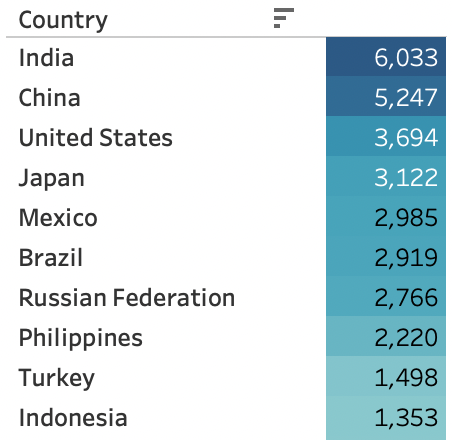 Country
India 6,033
China 5,247
United States 3,694
Japan 3,122
Mexico 2,985
Brazil 2,919
Russian Federation 2,766
Philippines 2,220
Turkey 1,498
Indonesia 1,353